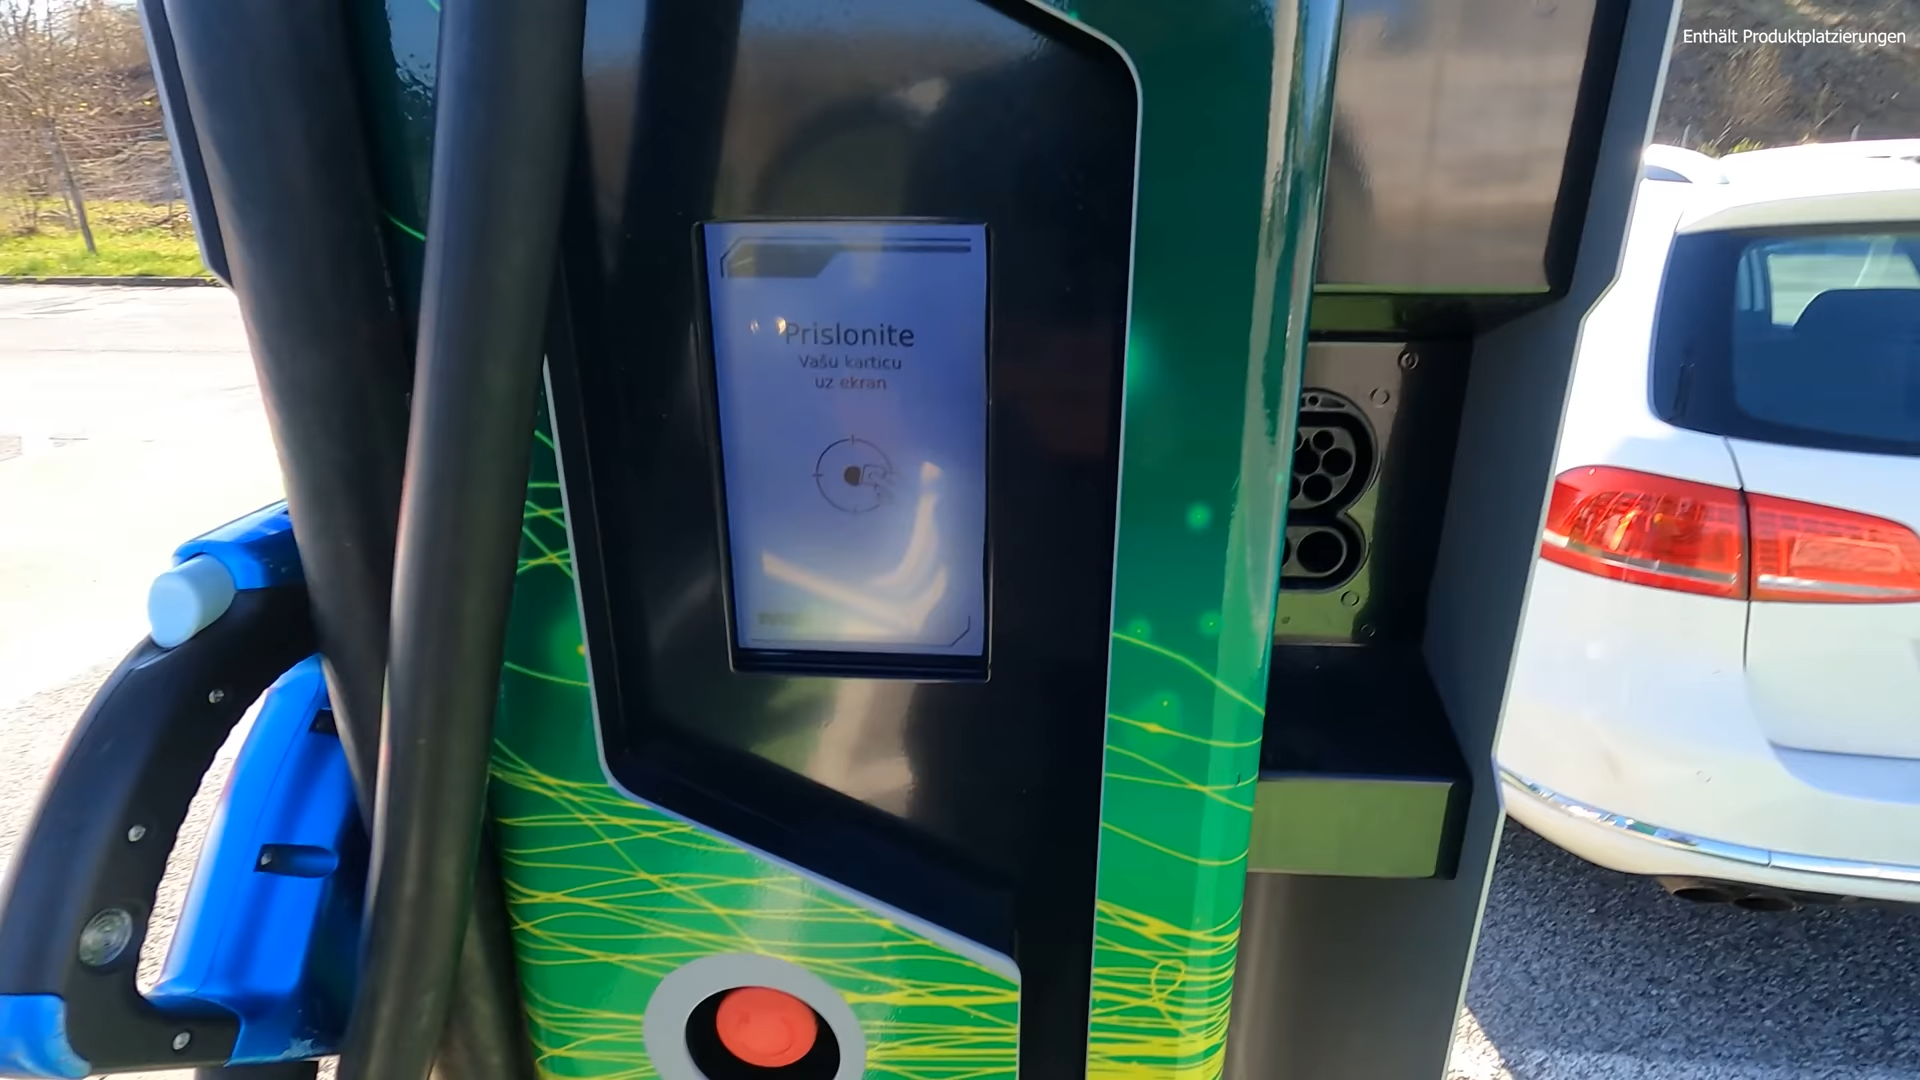 Enthält Produktplatzierungen
Prislonite
Vašu karticu
uz ekran